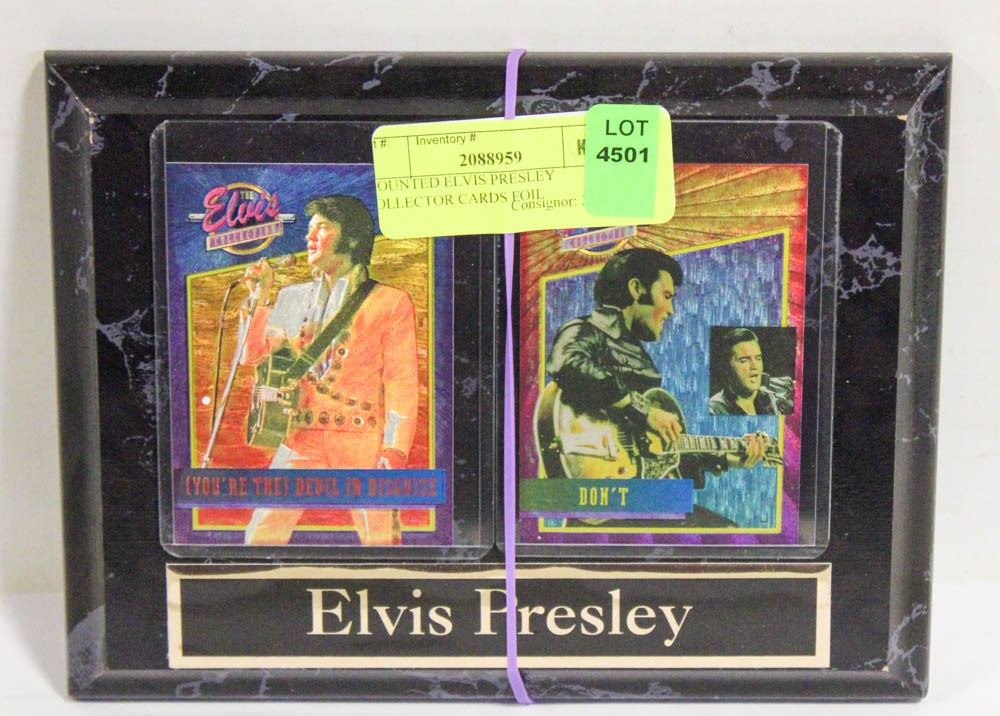 Inventory #:
2088959
LOT
4501
OUNTED ELVIS PRESLEY
OLLECTOR CARDS FOIL
Consignor:
THE
Elvis
COLLECTION
COLLECTION
(YOU'RE THE) DEVIL IN DISGUISE
DON'T
Elvis Presley